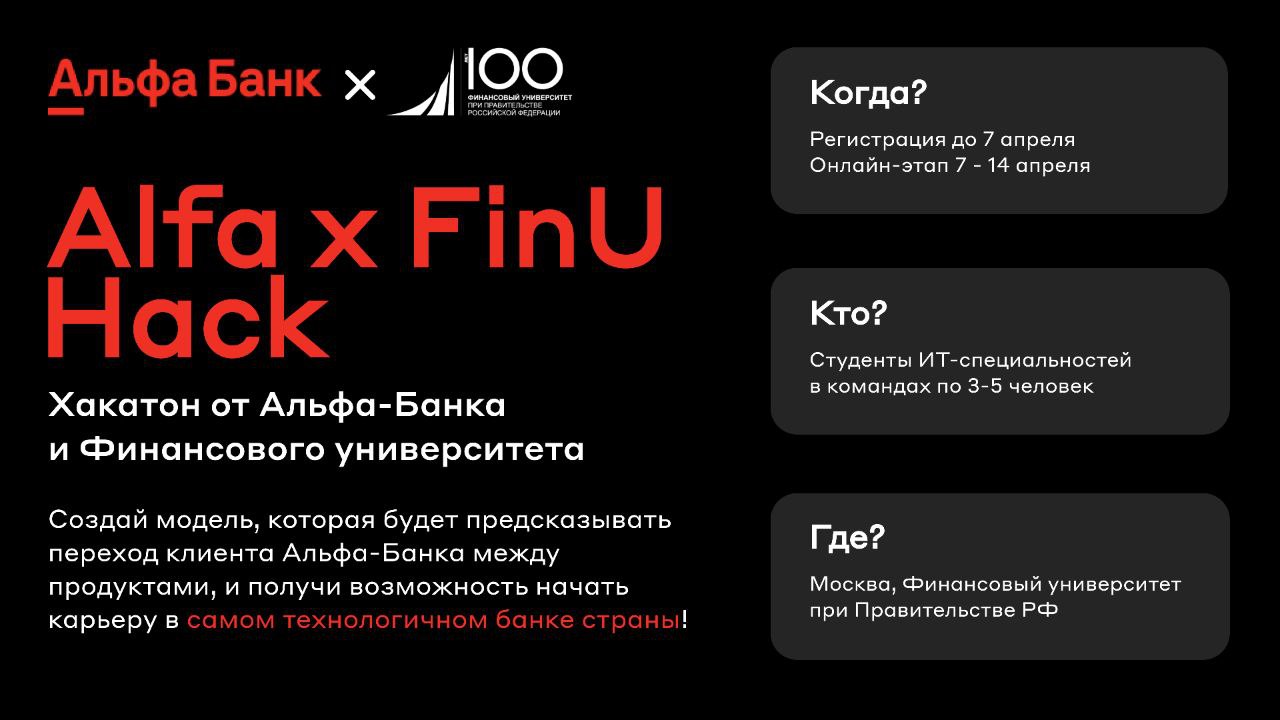 Альфа Банк ×
ЛЕТ
100
ФИНАНСОВЫЙ УНИВЕРСИТЕТ
ПРИ ПРАВИТЕЛЬСТВЕ
РОССИЙСКОЙ ФЕДЕРАЦИИ
Alfa x FinU
Hack
Хакатон от Альфа-Банка
и Финансового университета
Создай модель, которая будет предсказывать
переход клиента Альфа-Банка между
продуктами, и получи возможность начать
карьеру в самом технологичном банке страны!
Когда?
Регистрация до 7 апреля
Онлайн-этап 7 - 14 апреля
Кто?
Студенты ИТ-специальностей
в командах по 3-5 человек
Где?
Москва, Финансовый университет
при Правительстве РФ